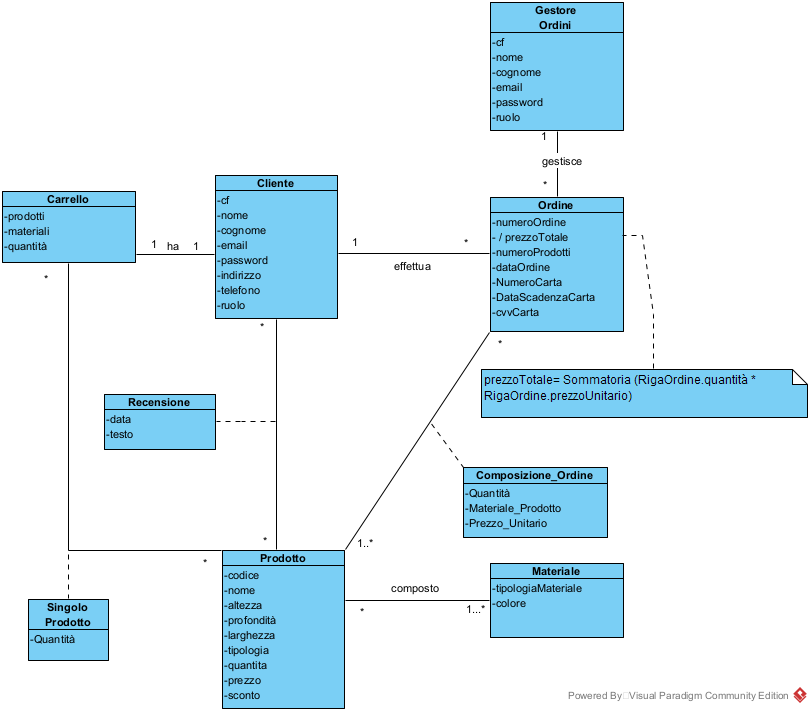 Gestore
Ordini
-cf
-nome
-cognome
-email
-password
-ruolo
1
gestisce
*
Cliente
-cf
-nome
-cognome
-email
-password
-indirizzo
-telefono
-ruolo
Carrello
-prodotti
-materiali
-quantità
1 ha 1
1
*
effettua
Ordine
-numeroOrdine
- / prezzoTotale
-numeroProdotti
-dataOrdine
-NumeroCarta
-DataScadenzaCarta
-cvvCarta
*
*
*
prezzoTotale= Sommatoria (RigaOrdine.quantità *
RigaOrdine.prezzoUnitario)
Recensione
-data
-testo
Composizione_Ordine
-Quantità
-Materiale_Prodotto
-Prezzo_Unitario
*
*
1..*
Prodotto
-codice
-nome
-altezza
-profondità
-larghezza
-tipologia
-quantita
-prezzo
-sconto
composto
*
1...*
Materiale
-tipologiaMateriale
-colore
Singolo
Prodotto
-Quantità
Powered By Visual Paradigm Community Edition